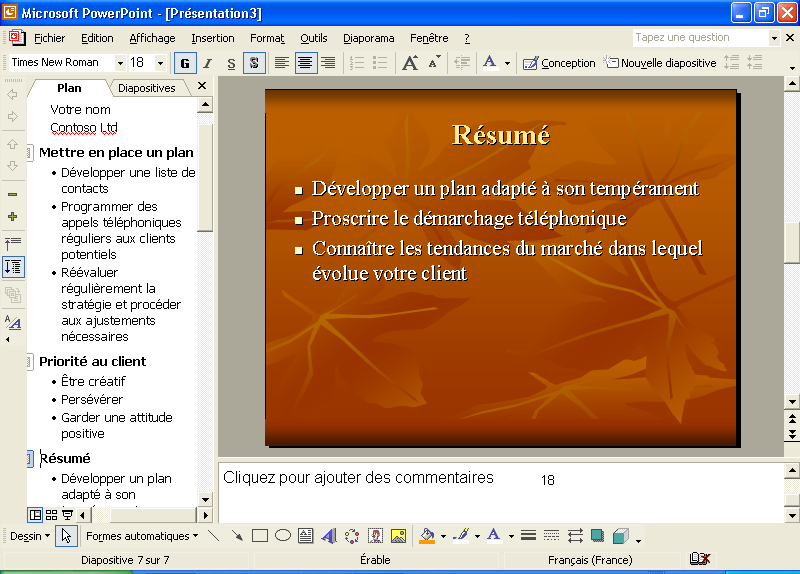 Microsoft PowerPoint - [Présentation3]
Fichier Edition Affichage Insertion Format Outils Diaporama Fenêtre ? Tapez une question
Times New Roman 18 G I S S Conception Nouvelle diapositive
Plan Diapositives
Votre nom
Contoso Ltd
Mettre en place un plan
• Développer une liste de
contacts
• Programmer des
appels téléphoniques
réguliers aux clients
potentiels
• Réévaluer
régulièrement la
stratégie et procéder
aux ajustements
nécessaires
Priorité au client
• Être créatif
• Persévérer
• Garder une attitude
positive
Résumé
• Développer un plan
adapté à son
Résumé
Développer un plan adapté à son tempérament
Proscrire le démarchage téléphonique
Connaître les tendances du marché dans lequel
évolue votre client
Cliquez pour ajouter des commentaires 18
Dessin Formes automatiques
Diapositive 7 sur 7 Érable Français (France)